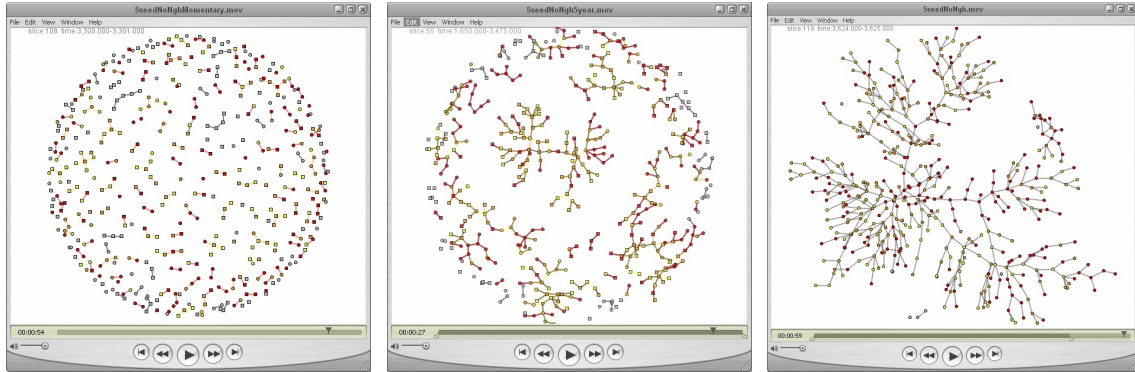 5seedNoNghMomentary.mov
File Edit View Window Help
slice:108 time:3,300.000-3,301.000
00:00:54
5seedNoNgh5year.mov
File Edit View Window Help
slice:55 time:1,650.000-3,475.000
00:00:27
5seedNoNgh.mov
File Edit View Window Help
slice:119 time:3,624.000-3,625.000
00:00:59